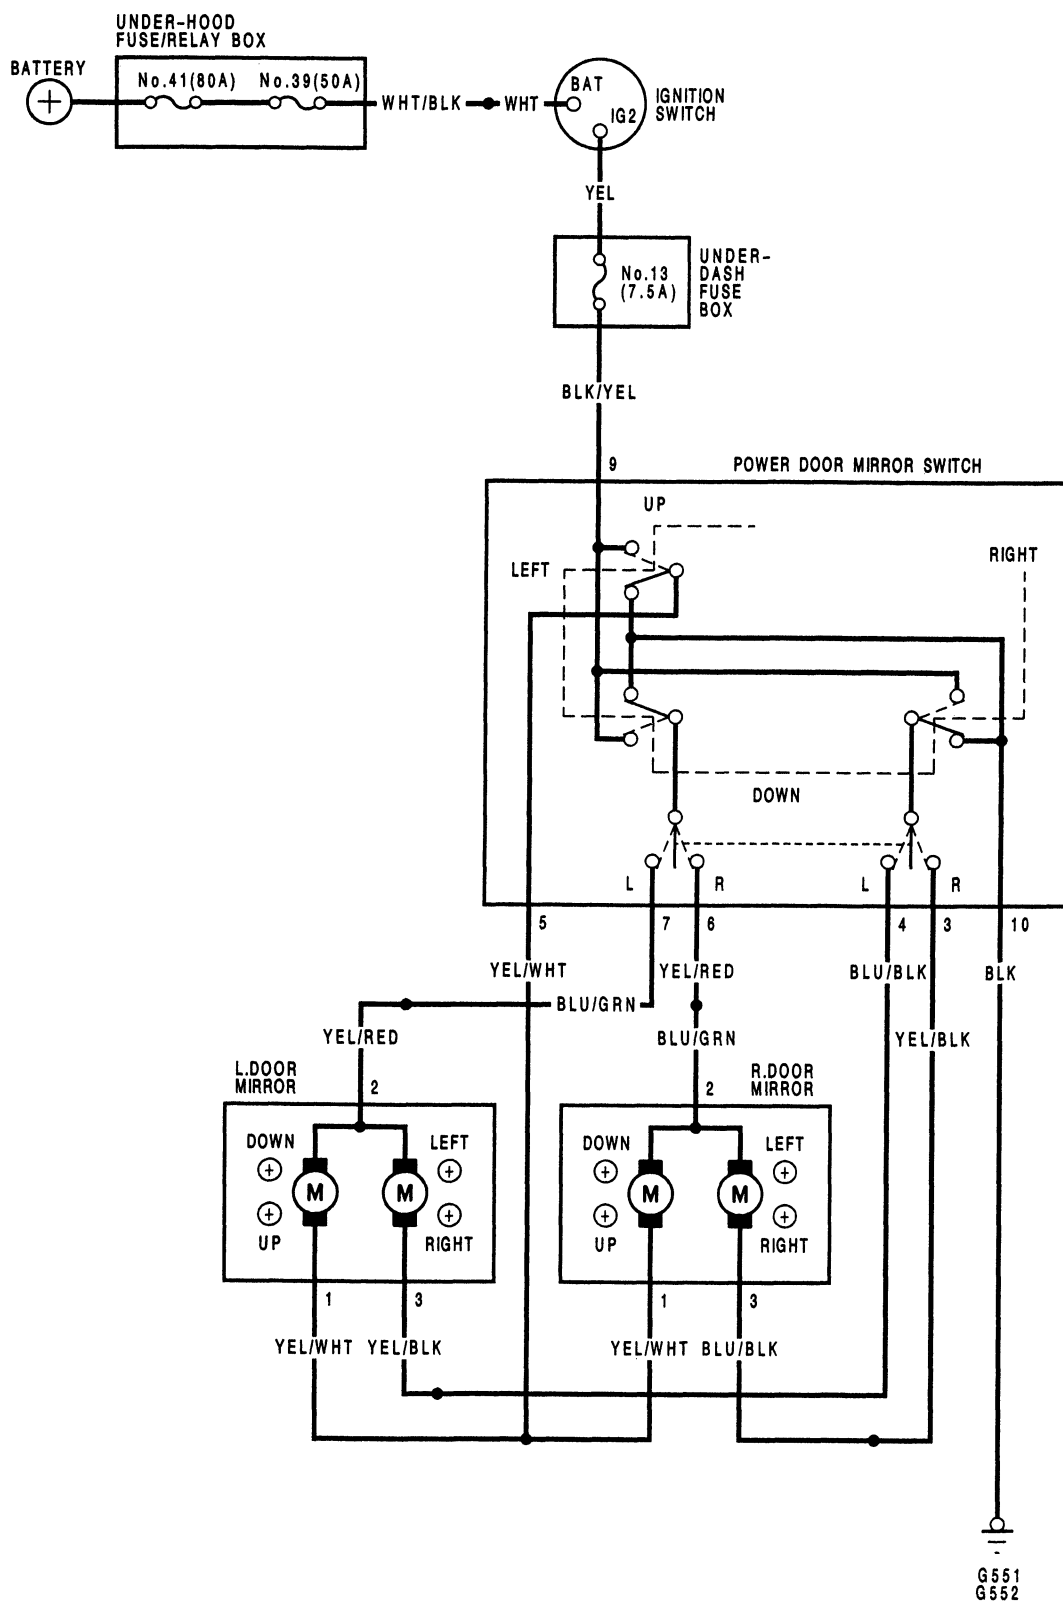 UNDER-HOOD
FUSE/RELAY BOX
BATTERY
No.41(80A)
No.39(50A)
WHT/BLK
WHT
BAT
IG2
IGNITION
SWITCH
YEL
No.13
(7.5A)
UNDER-
DASH
FUSE
BOX
BLK/YEL
9
POWER DOOR MIRROR SWITCH
UP
LEFT
RIGHT
DOWN
L
R
L
R
5
7
6
4
3
10
YEL/WHT
YEL/RED
BLU/BLK
BLK
BLU/GRN
YEL/RED
BLU/GRN
YEL/BLK
L.DOOR
MIRROR
2
R.DOOR
MIRROR
2
DOWN
LEFT
M
M
UP
RIGHT
DOWN
LEFT
M
M
UP
RIGHT
1
3
1
3
YEL/WHT
YEL/BLK
YEL/WHT
BLU/BLK
G551
G552